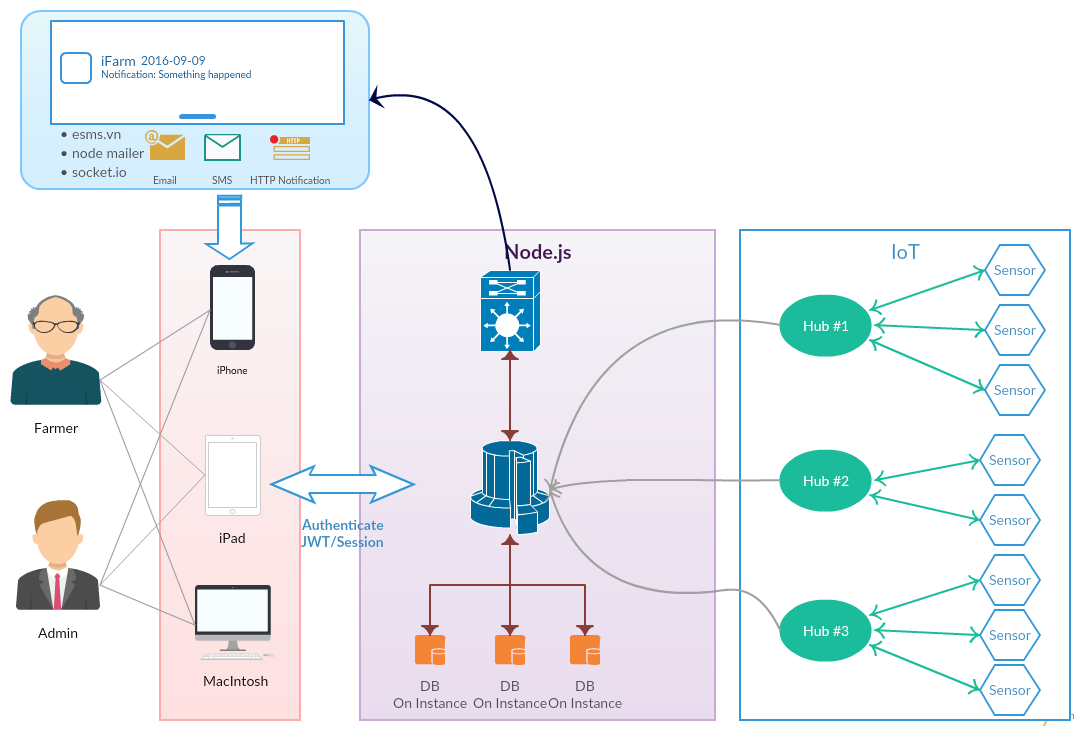 iFarm 2016-09-09
Notification: Something happened
• esms.vn
• node mailer
• socket.io
@
HTTP
Email
SMS
HTTP Notification
Farmer
Admin
iPhone
iPad
MacIntosh
Authenticate
JWT/Session
Node.js
DB
On Instance
DB
On Instance
DB
On Instance
IoT
Hub #1
Sensor
Sensor
Sensor
Hub #2
Sensor
Sensor
Hub #3
Sensor
Sensor
Sensor